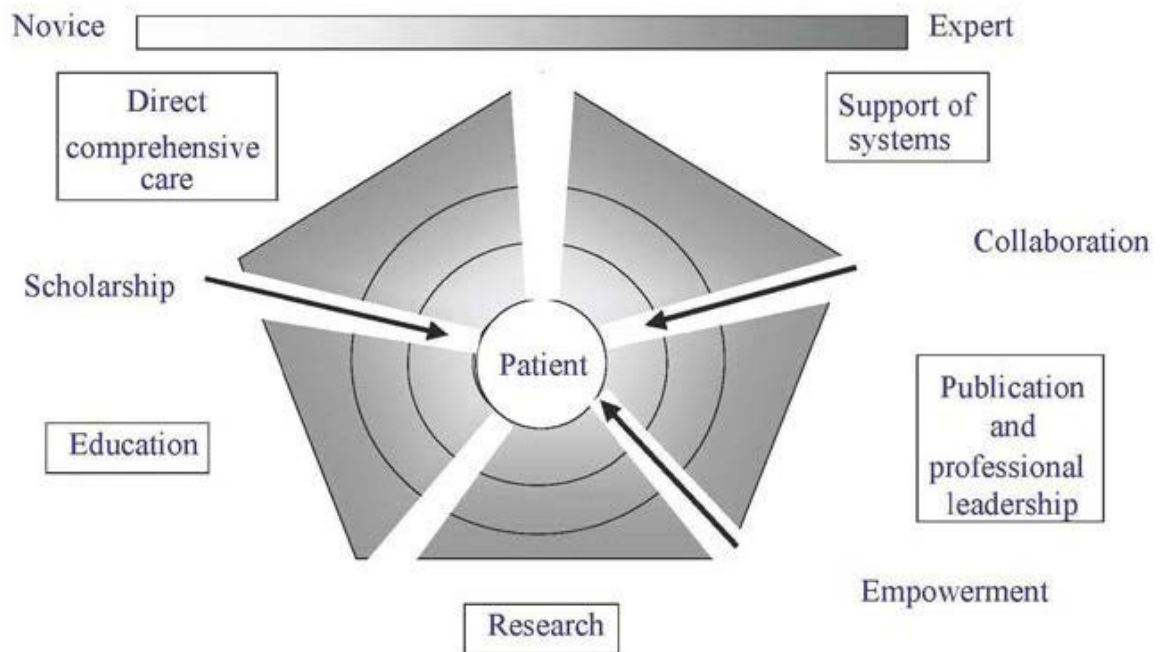 Novice
Expert
Direct
comprehensive
care
Support of
systems
Collaboration
Scholarship
Patient
Education
Publication
and
professional
leadership
Empowerment
Research